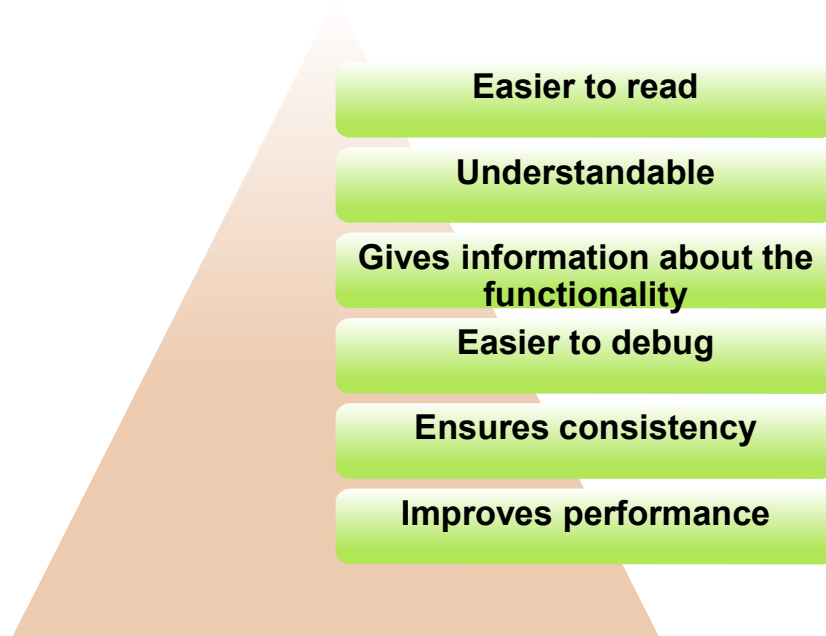 Easier to read
Understandable
Gives information about the
functionality
Easier to debug
Ensures consistency
Improves performance